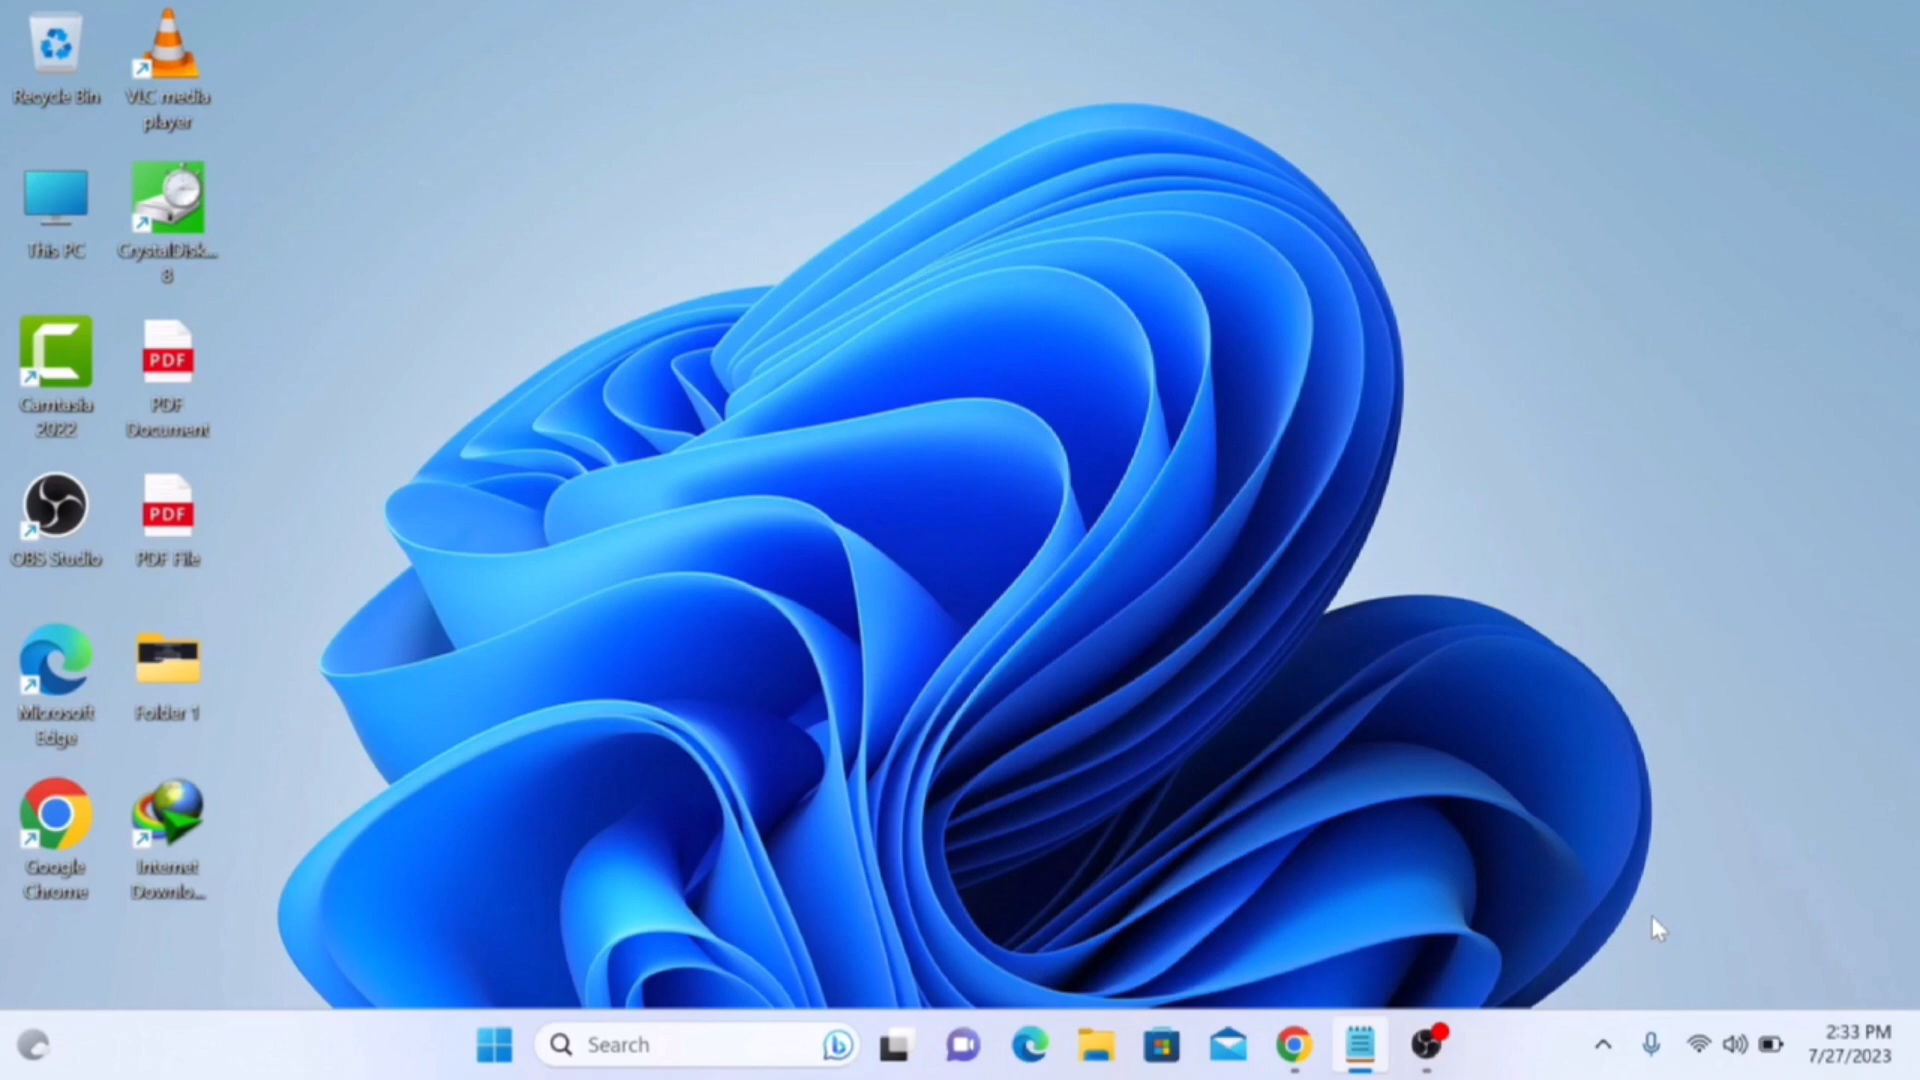 Recycle Bin
VLC media
player
This PC
CrystalDisk...
8
Camtasia
2022
PDF
PDF
Document
OBS Studio
PDF
PDF File
Microsoft
Edge
Folder 1
Google
Chrome
Internet
Downlo...
Search
2:33 PM
7/27/2023